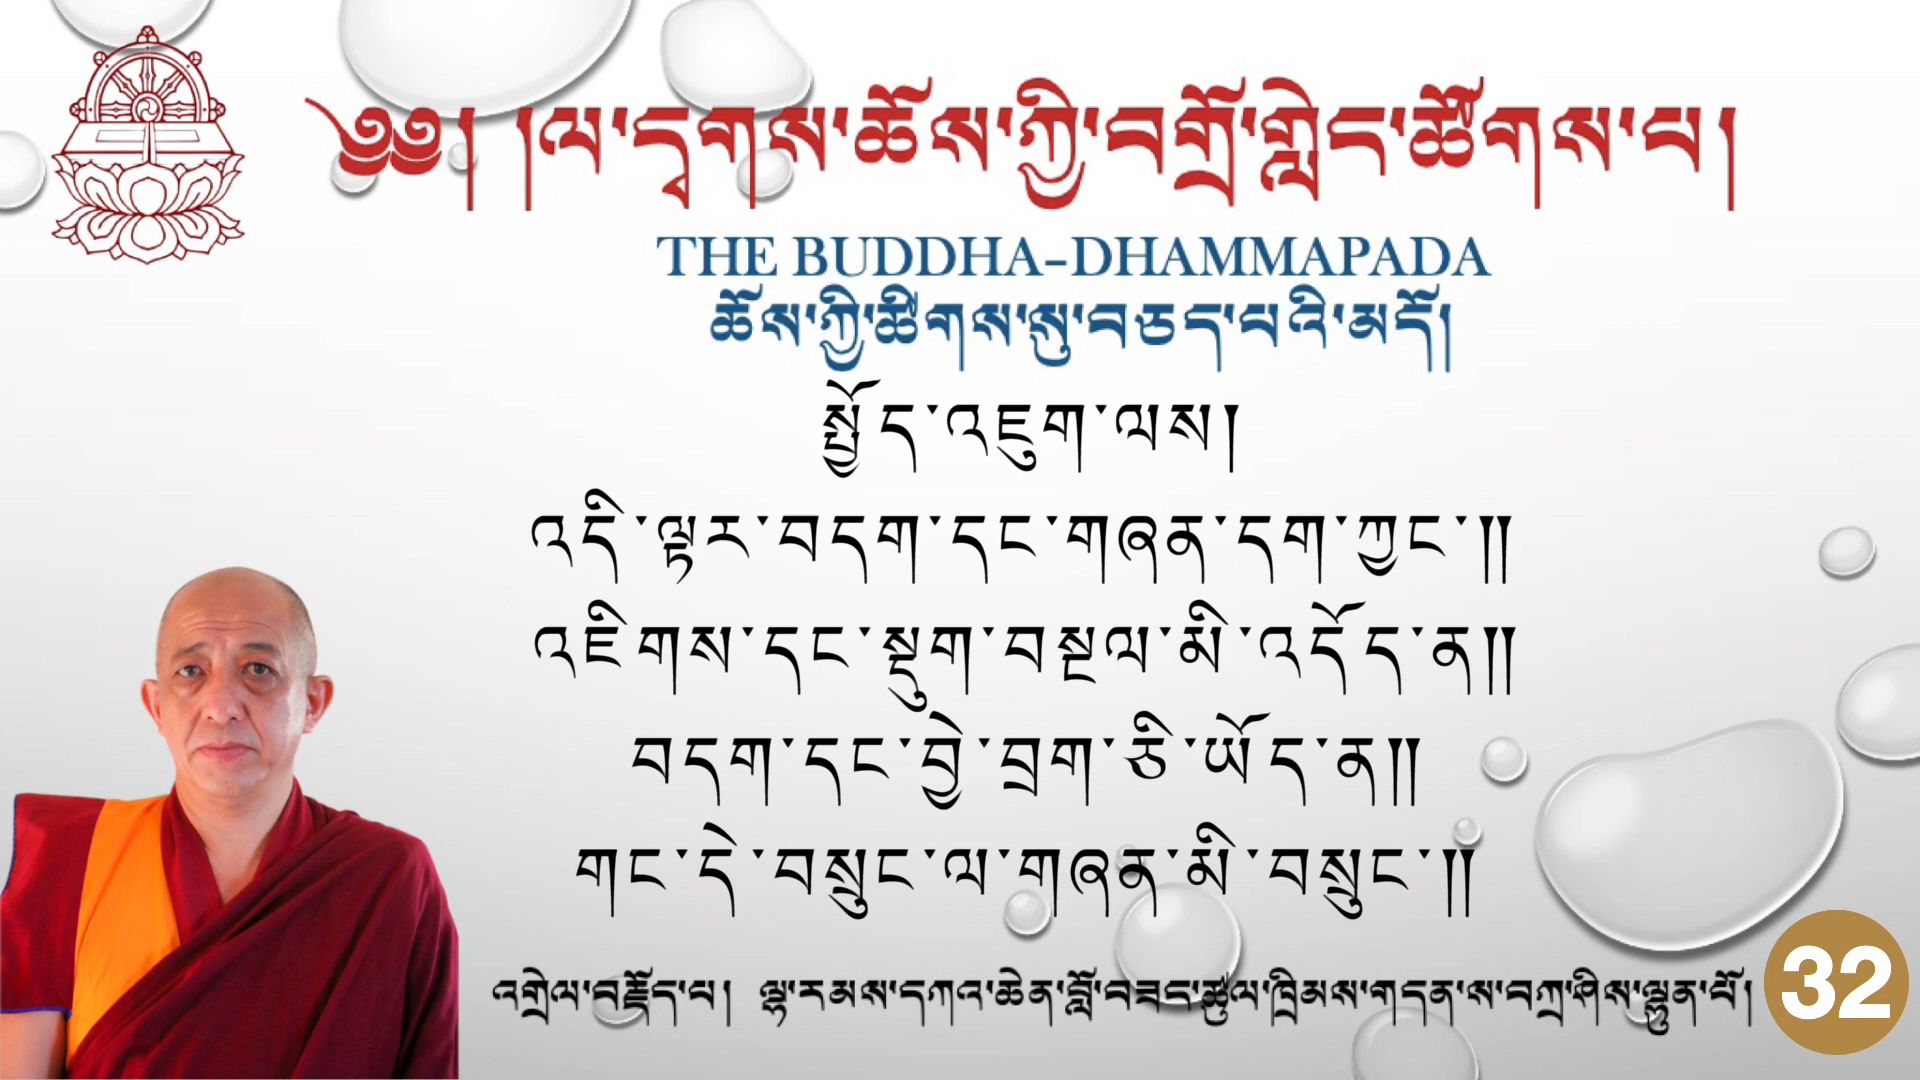 ༄༅། །ལ་དྭགས་ཆོས་ཀྱི་བགྲོ་གླེང་ཚོགས་པ།
THE BUDDHA-DHAMMAPADA
ཆོས་ཀྱི་ཚིགས་སུ་བཅད་པའི་མདོ།
སྤྱོད་འཇུག་ལས།
འདི་ལྟར་བདག་དང་གཞན་དག་ཀྱང་༎
འཇིགས་དང་སྡུག་བསྔལ་མི་འདོད་ན༎
བདག་དང་བྱེ་བྲག་ཅི་ཡོད་ན༎
གང་དེ་བསྲུང་ལ་གཞན་མི་བསྲུང་༎
འགྲེལ་བརྗོད་པ། ལྷ་རམས་དཀའ་ཆེན་བློ་བཟང་ཚུལ་ཁྲིམས་གདན་ས་བཀྲ་ཤིས་ལྷུན་པོ།
32